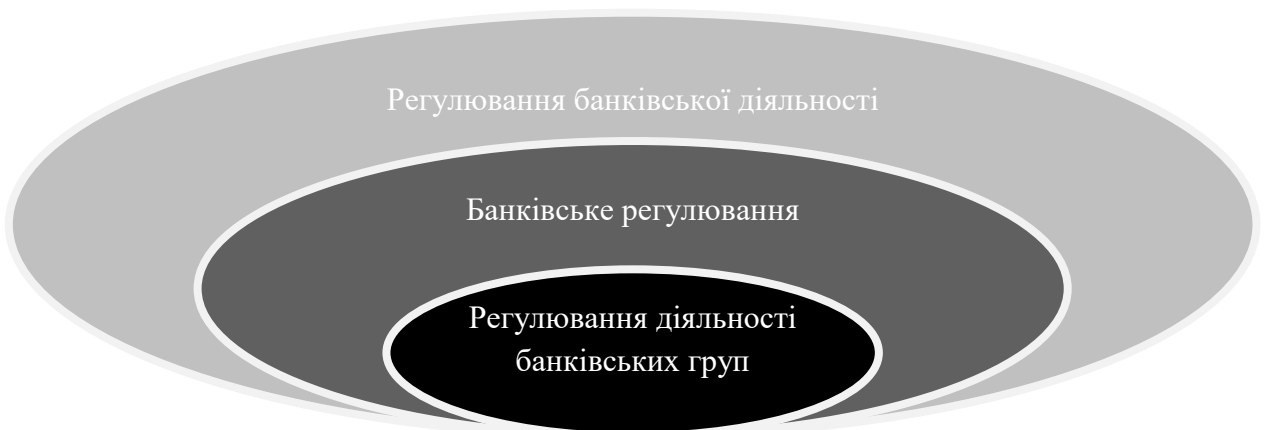 Регулювання банківської діяльності
Банківське регулювання
Регулювання діяльності
банківських груп